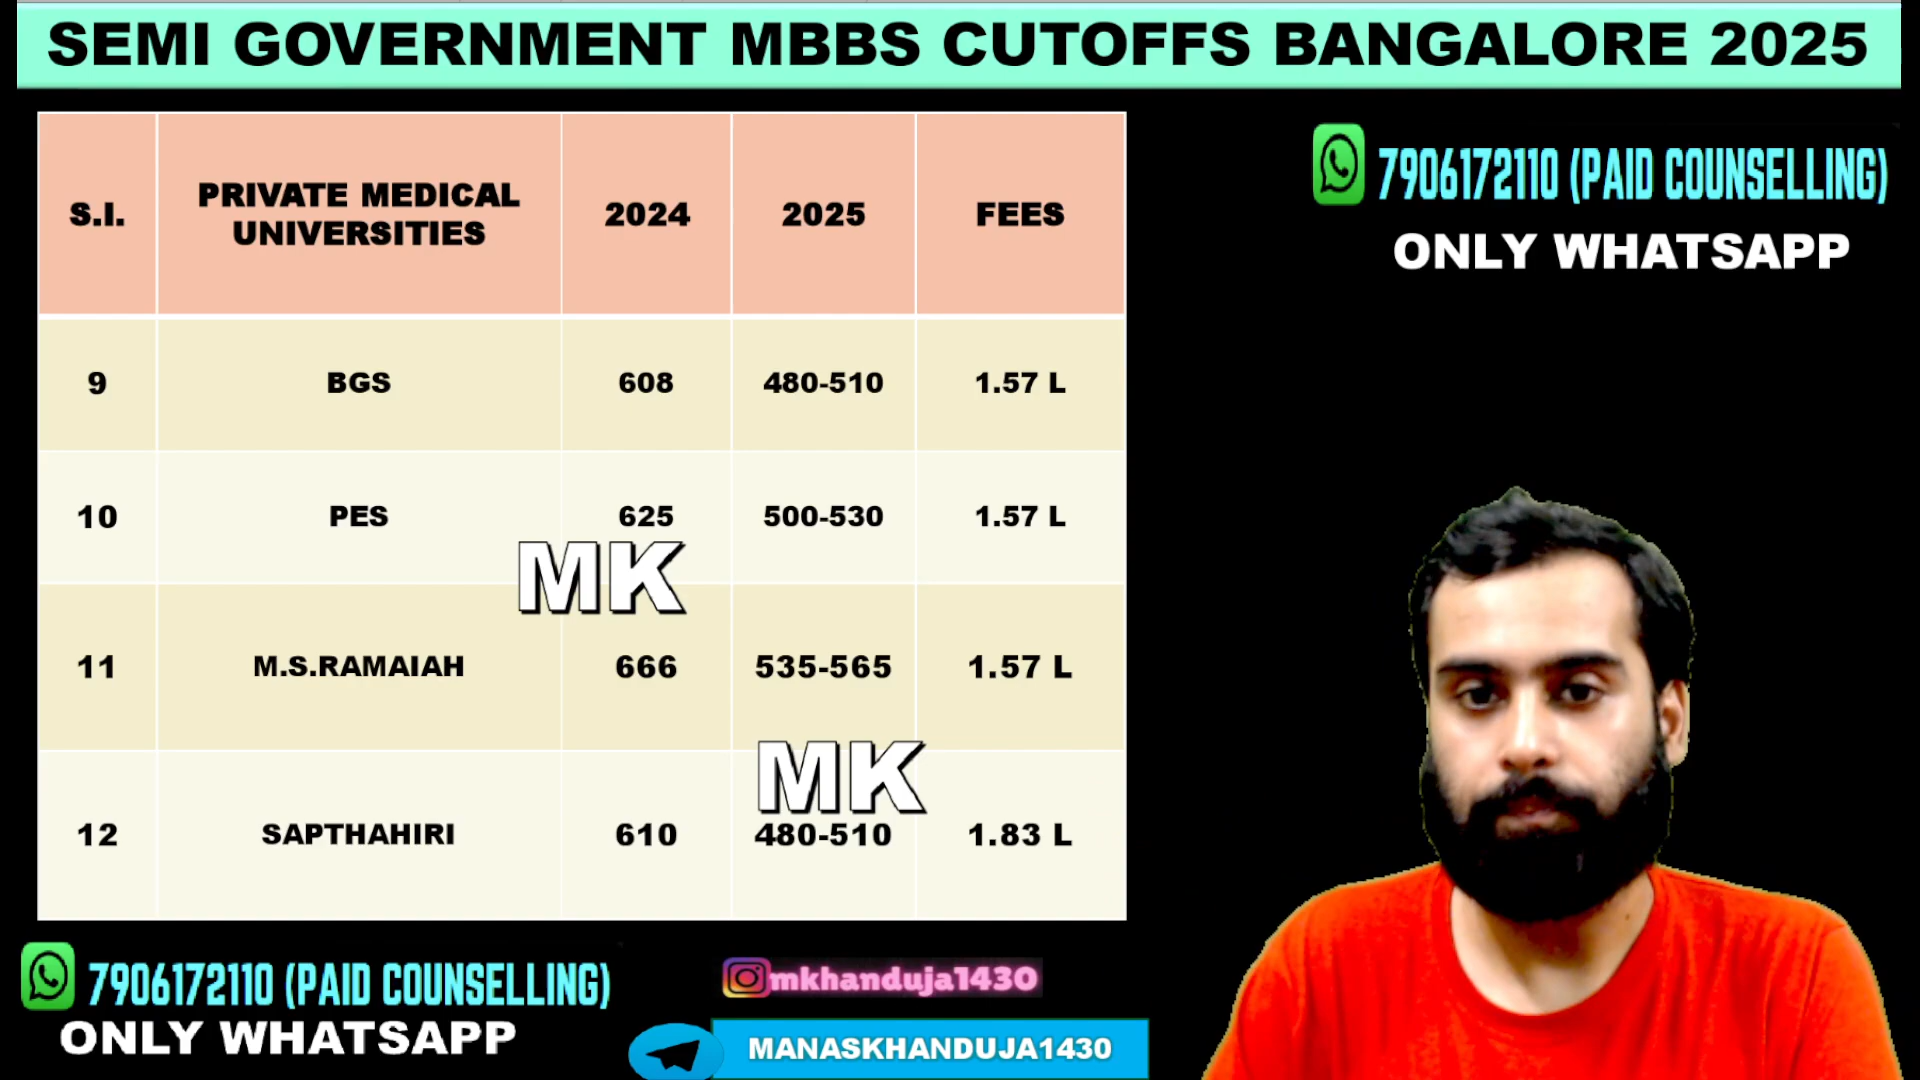 SEMI GOVERNMENT MBBS CUTOFFS BANGALORE 2025
S.I. PRIVATE MEDICAL UNIVERSITIES 2024 2025 FEES
9 BGS 608 480-510 1.57 L
10 PES 625 500-530 1.57 L
MK
11 M.S.RAMAIAH 666 535-565 1.57 L
MK
12 SAPTHAHIRI 610 480-510 1.83 L
7906172110 (PAID COUNSELLING)
ONLY WHATSAPP
7906172110 (PAID COUNSELLING)
ONLY WHATSAPP
mkhanduja1430
MANASKHANDUJA1430